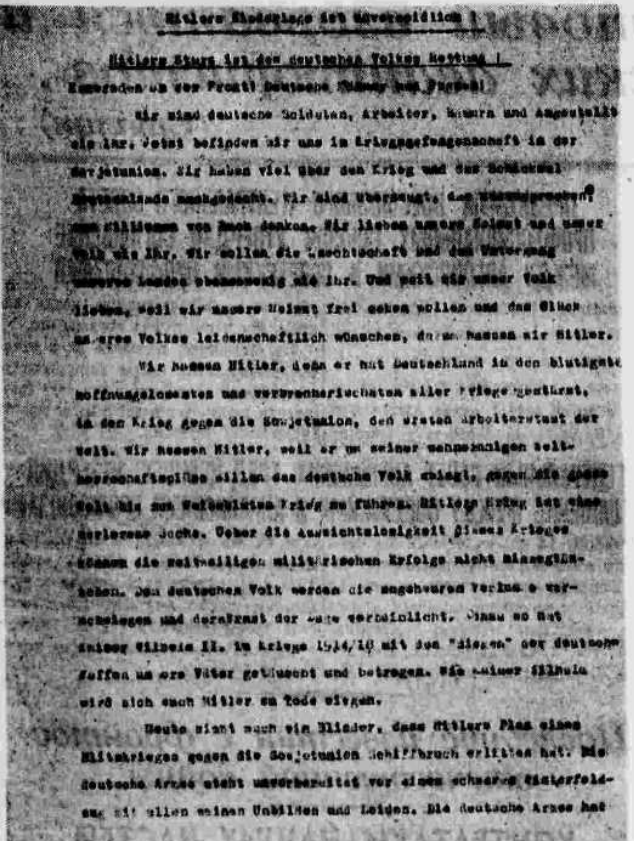 Hitlers Niederlage ist unvermeidlich!
Hitlers Sturz ist des deutschen Volkes Rettung!
Kameraden an der Front! Deutsche Männer und Frauen!
Wir sind deutsche Soldaten, Arbeiter, Bauern und Angestellt
wie Ihr. Jetzt befinden wir uns in Kriegsgefangenschaft in der
Sowjetunion. Wir haben viel über den Krieg und das Schicksal
Deutschlands nachgedacht. Wir sind überzeugt, das auszusprechen,
was Millionen von Euch denken. Wir lieben unsere Heimat und unser
Volk wie Ihr. Wir wollen die Knechtschaft und den Untergang
unseres Landes ebensowenig wie Ihr. Und weil wir unser Volk
lieben, weil wir unsere Heimat frei sehen wollen und das Glück
unseres Volkes leidenschaftlich wünschen, darum hassen wir Hitler.
Wir hassen Hitler, denn er hat Deutschland in den blutigste
hoffnungslosesten und verbrecherischsten aller Kriege gestürzt,
in den Krieg gegen die Sowjetunion, den ersten Arbeiterstaat der
Welt. Wir hassen Hitler, weil er um seiner wahnsinnigen Welt-
herrschaftspläne willen das deutsche Volk zwingt, gegen die ganze
Welt bis zum Weissbluten Krieg zu führen. Hitlers Krieg ist eine
verlorene Sache. Ueber die Aussichtslosigkeit dieses Krieges
können die zeitweiligen militärischen Erfolge nicht hinwegtäu-
schen. Dem deutschen Volk werden die ungeheuren Verluste ver-
schwiegen und der Ernst der Lage verheimlicht. Genau so hat
Kaiser Wilhelm II. im Kriege 1914/18 mit den "Siegen" der deutsche
Waffen unsere Väter getäuscht und betrogen. Wie Kaiser Wilhelm
wird sich auch Hitler zu Tode siegen.
Heute sieht auch ein Blinder, dass Hitlers Plan eines
Blitzkrieges gegen die Sowjetunion Schiffbruch erlitten hat. Die
deutsche Armee steht unvorbereitet vor einem schweren Winterfeld-
zug mit allen seinen Unbilden und Leiden. Die deutsche Armee hat